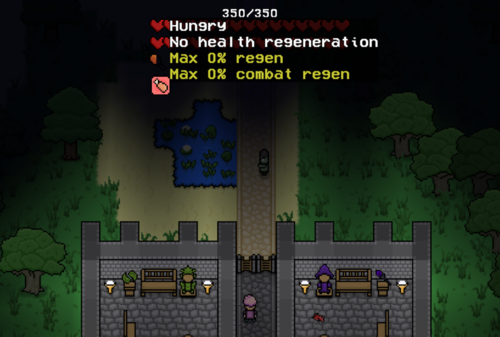 350/350
Hungry
No health regeneration
Max 0% regen
Max 0% combat regen